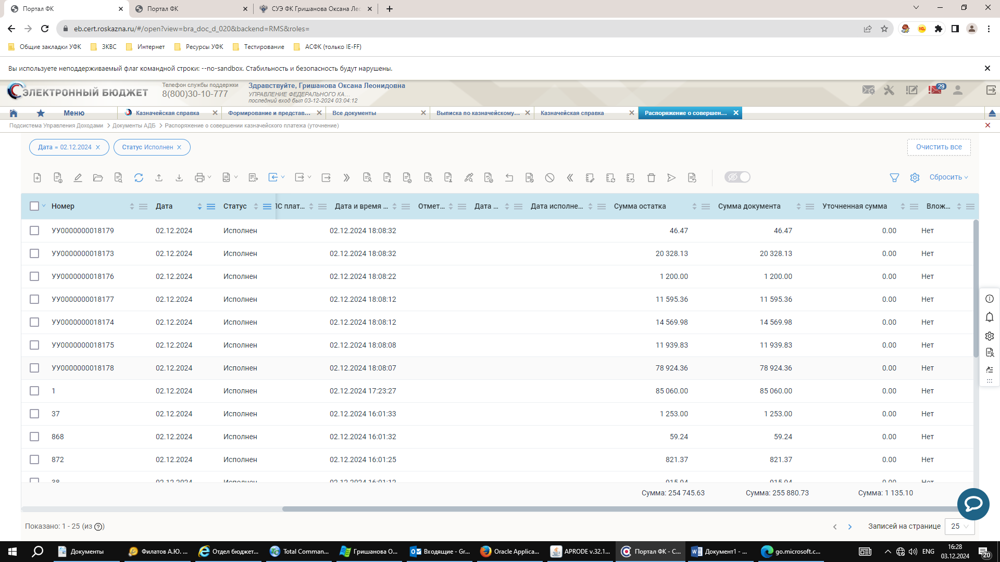 Портал ФК
Портал ФК
СУЭ ФК Гришанова Оксана Лео
eb.cert.roskazna.ru/#/open?view=bra_doc_d_020&backend=RMS&roles=
Общие закладки УФК ЗКВС Интернет Ресурсы УФК Тестирование АСФК (только IE-FF)
Вы используете неподдерживаемый флаг командной строки: --no-sandbox. Стабильность и безопасность будут нарушены.
ЭЛЕКТРОННЫЙ БЮДЖЕТ
Телефон службы поддержки
8(800)30-10-777
Здравствуйте, Гришанова Оксана Леонидовна
УПРАВЛЕНИЕ ФЕДЕРАЛЬНОГО КА...
последний вход был 03-12-2024 03:04:12
29
Меню Казначейская справка Формирование и представ... Все документы Выписка по казначейскому... Казначейская справка Распоряжение о совершен...
Подсистема Управления Доходами > Документы АДБ > Распоряжение о совершении казначейского платежа (уточнение)
Дата = 02.12.2024 Статус Исполнен Очистить все
Сбросить
Номер Дата Статус ЛС плат... Дата и время ... Отмет... Дата ... Дата исполне... Сумма остатка Сумма документа Уточненная сумма Влож...
УУ0000000018179 02.12.2024 Исполнен 02.12.2024 18:08:32 46.47 46.47 0.00 Нет
УУ0000000018173 02.12.2024 Исполнен 02.12.2024 18:08:32 20 328.13 20 328.13 0.00 Нет
УУ0000000018176 02.12.2024 Исполнен 02.12.2024 18:08:22 1 200.00 1 200.00 0.00 Нет
УУ0000000018177 02.12.2024 Исполнен 02.12.2024 18:08:12 11 595.36 11 595.36 0.00 Нет
УУ0000000018174 02.12.2024 Исполнен 02.12.2024 18:08:12 14 569.98 14 569.98 0.00 Нет
УУ0000000018175 02.12.2024 Исполнен 02.12.2024 18:08:08 11 939.83 11 939.83 0.00 Нет
УУ0000000018178 02.12.2024 Исполнен 02.12.2024 18:08:07 78 924.36 78 924.36 0.00 Нет
1 02.12.2024 Исполнен 02.12.2024 17:23:27 85 060.00 85 060.00 0.00 Нет
37 02.12.2024 Исполнен 02.12.2024 16:01:33 1 253.00 1 253.00 0.00 Нет
868 02.12.2024 Исполнен 02.12.2024 16:01:32 59.24 59.24 0.00 Нет
872 02.12.2024 Исполнен 02.12.2024 16:01:25 821.37 821.37 0.00 Нет
38 02.12.2024 Исполнен 02.12.2024 16:01:12 915.94 915.94 0.00 Нет
Сумма: 254 745.63 Сумма: 255 880.73 Сумма: 1 135.10
Показано: 1 - 25 (из ?) Записей на странице 25
Документы Филатов А.Ю. ... Отдел бюджет... Total Comman... Гришанова О... Входящие - Gr... Oracle Applica... APRODE v.32.1... Портал ФК - С... Документ1 - ... go.microsoft.c... ENG
16:28
03.12.2024
20